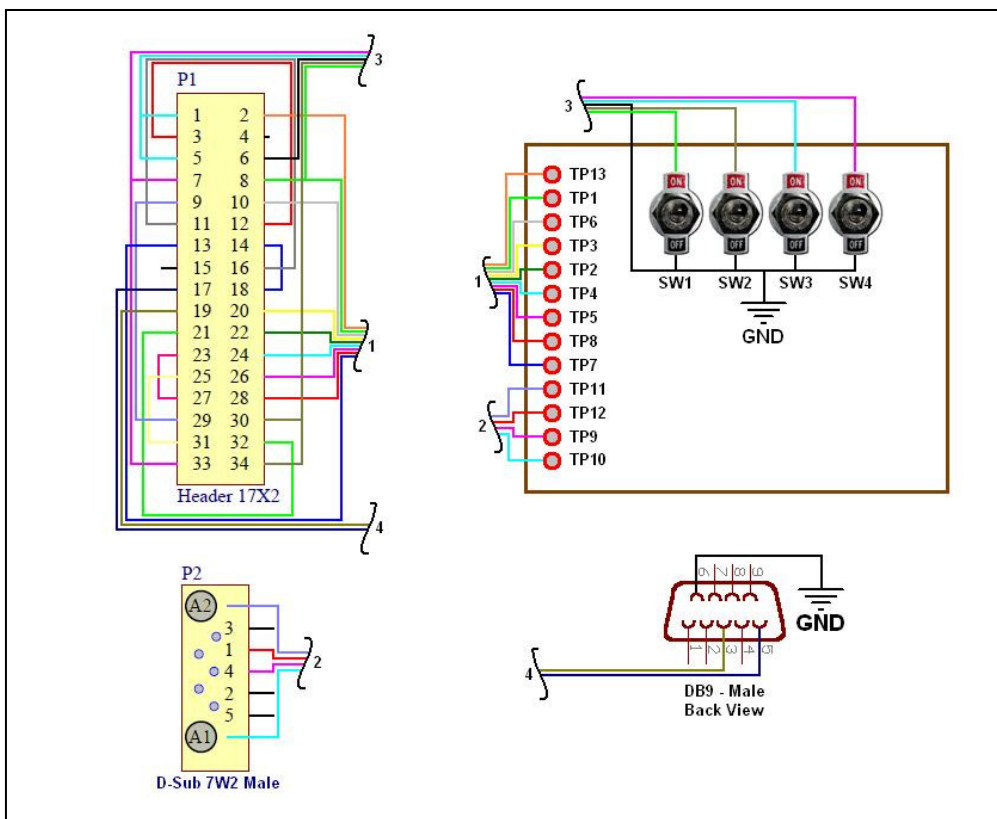 3
P1
1 2
3 4
5 6
7 8
9 10
11 12
13 14
15 16
17 18
19 20
21 22
23 24
25 26
27 28
29 30
31 32
33 34
Header 17X2
1
4
3
ON ON ON ON
OFF OFF OFF OFF
SW1 SW2 SW3 SW4
GND
TP13
TP1
TP6
TP3
TP2
TP4
TP5
TP8
TP7
TP11
TP12
TP9
TP10
1
2
P2
A2
3
1
4
2
5
A1
2
D-Sub 7W2 Male
6 7 8 9
1 2 3 4 5
GND
4
DB9 - Male
Back View